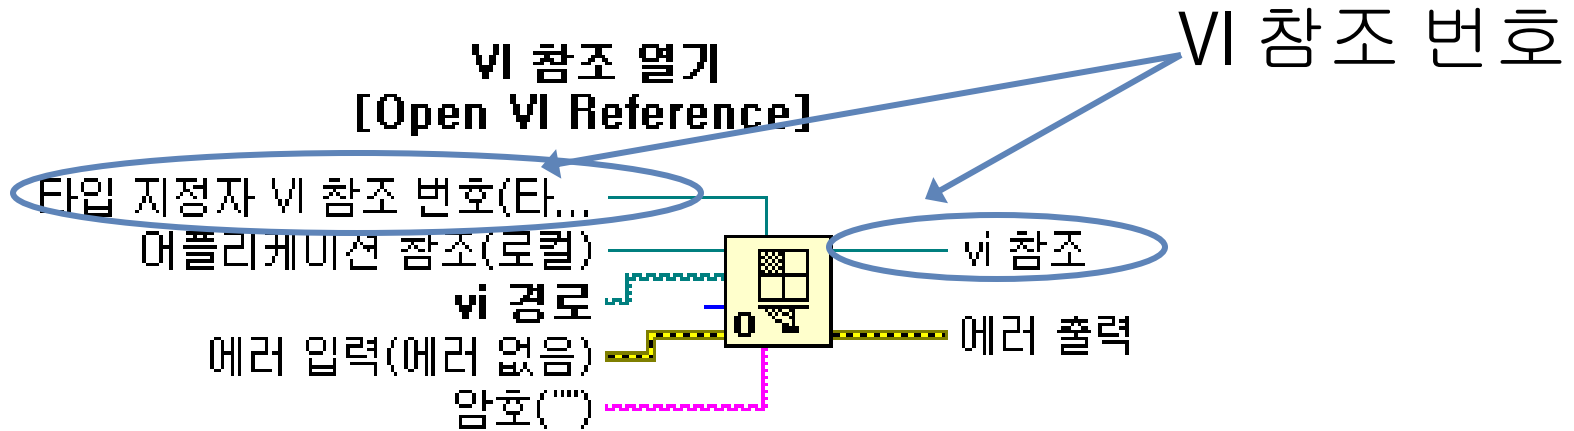 VI 참조 번호
VI 참조 열기
[Open VI Reference]
타입 지정자 VI 참조 번호(타...
어플리케이션 참조(로컬)
vi 경로
에러 입력(에러 없음)
암호("")
vi 참조
에러 출력